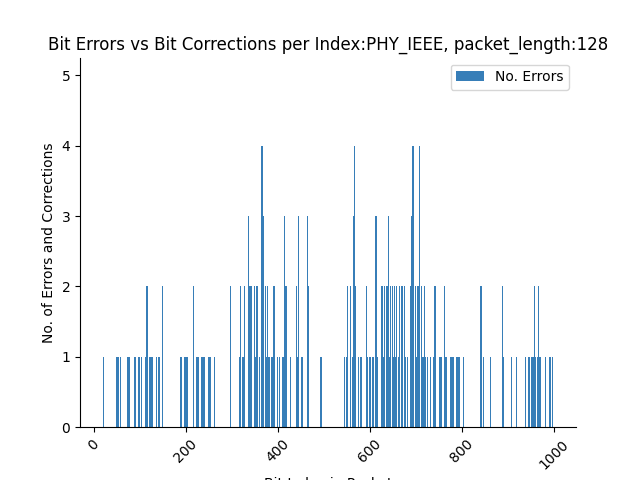 Bit Errors vs Bit Corrections per Index:PHY_IEEE, packet_length:128
No. Errors
No. of Errors and Corrections
5
4
3
2
1
0
0 200 400 600 800 1000